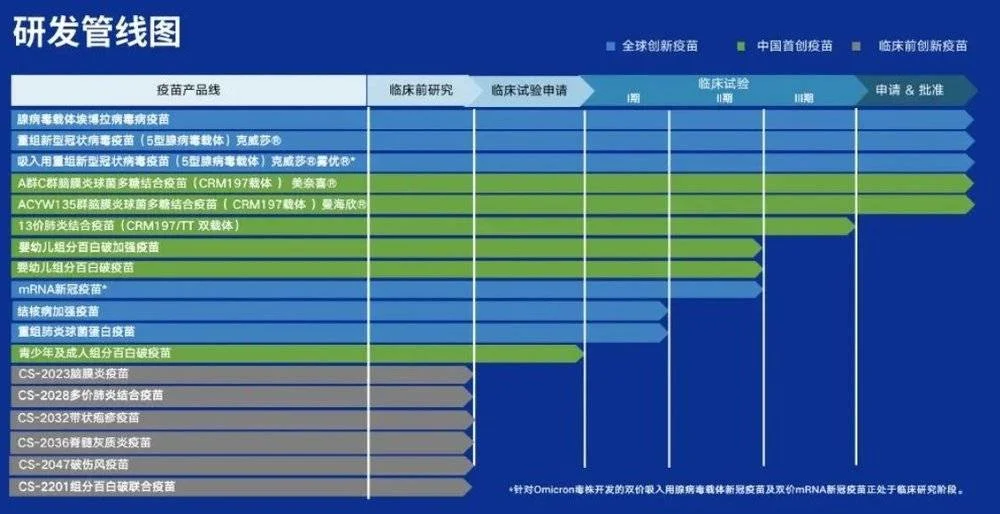 研发管线图
全球创新疫苗 中国首创疫苗 临床前创新疫苗
疫苗产品线 临床前研究 临床试验申请 临床试验 申请 & 批准
I期 II期 III期
腺病毒载体埃博拉病毒病疫苗
重组新型冠状病毒疫苗（5型腺病毒载体）克威莎®
吸入用重组新型冠状病毒疫苗（5型腺病毒载体）克威莎®雾优®*
A群C群脑膜炎球菌多糖结合疫苗（CRM197载体 ） 美奈喜®
ACYW135群脑膜炎球菌多糖结合疫苗（ CRM197载体 ）曼海欣®
13价肺炎结合疫苗（CRM197/TT 双载体）
婴幼儿组分百白破加强疫苗
婴幼儿组分百白破疫苗
mRNA新冠疫苗*
结核病加强疫苗
重组肺炎球菌蛋白疫苗
青少年及成人组分百白破疫苗
CS-2023脑膜炎疫苗
CS-2028多价肺炎结合疫苗
CS-2032带状疱疹疫苗
CS-2036脊髓灰质炎疫苗
CS-2047破伤风疫苗
CS-2201组分百白破联合疫苗
*针对Omicron毒株开发的双价吸入用腺病毒载体新冠疫苗及双价mRNA新冠疫苗正处于临床研究阶段。